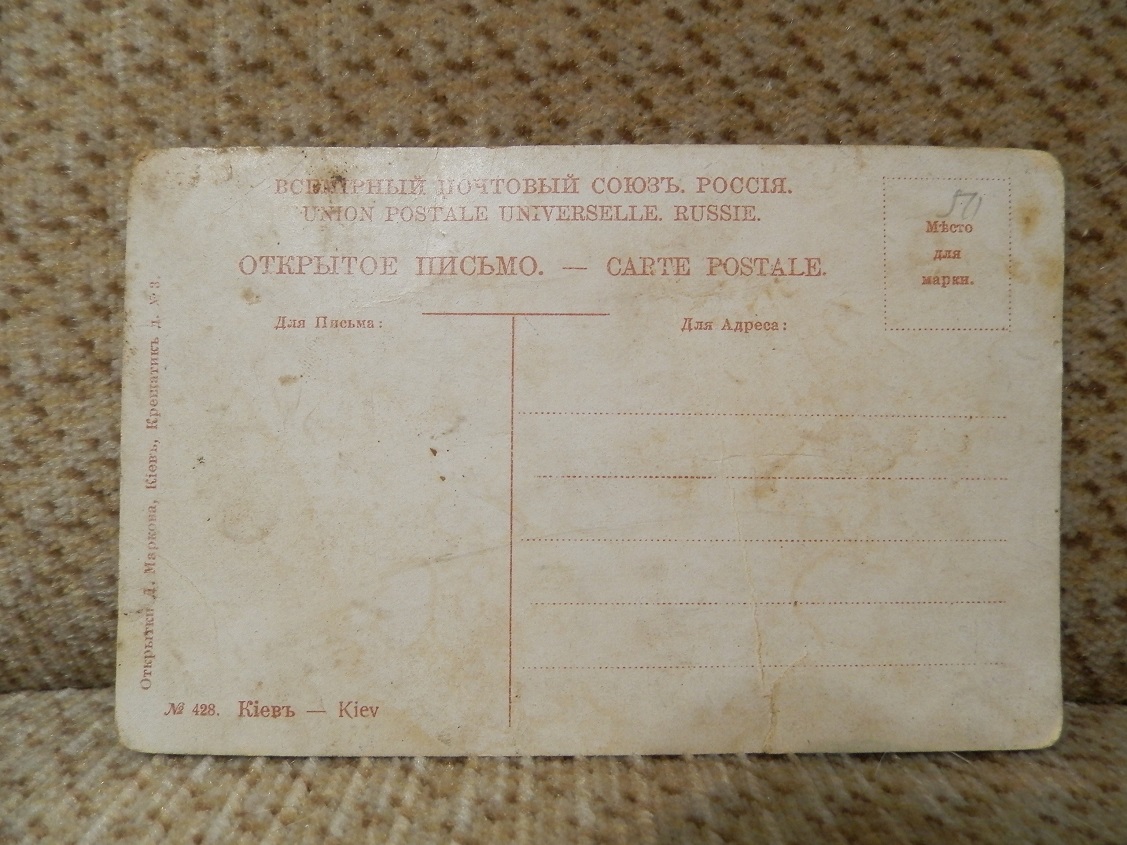 ВСЕМІРНЫЙ ПОЧТОВЫЙ СОЮЗЪ. РОССІЯ.
UNION POSTALE UNIVERSELLE. RUSSIE.
ОТКРЫТОЕ ПИСЬМО. — CARTE POSTALE.
511
Мѣсто
для
марки.
Для Письма:
Для Адреса:
Открытки Д. Маркова, Кіевъ, Крещатикъ д. № 3.
№ 428. Кіевъ — Kiev